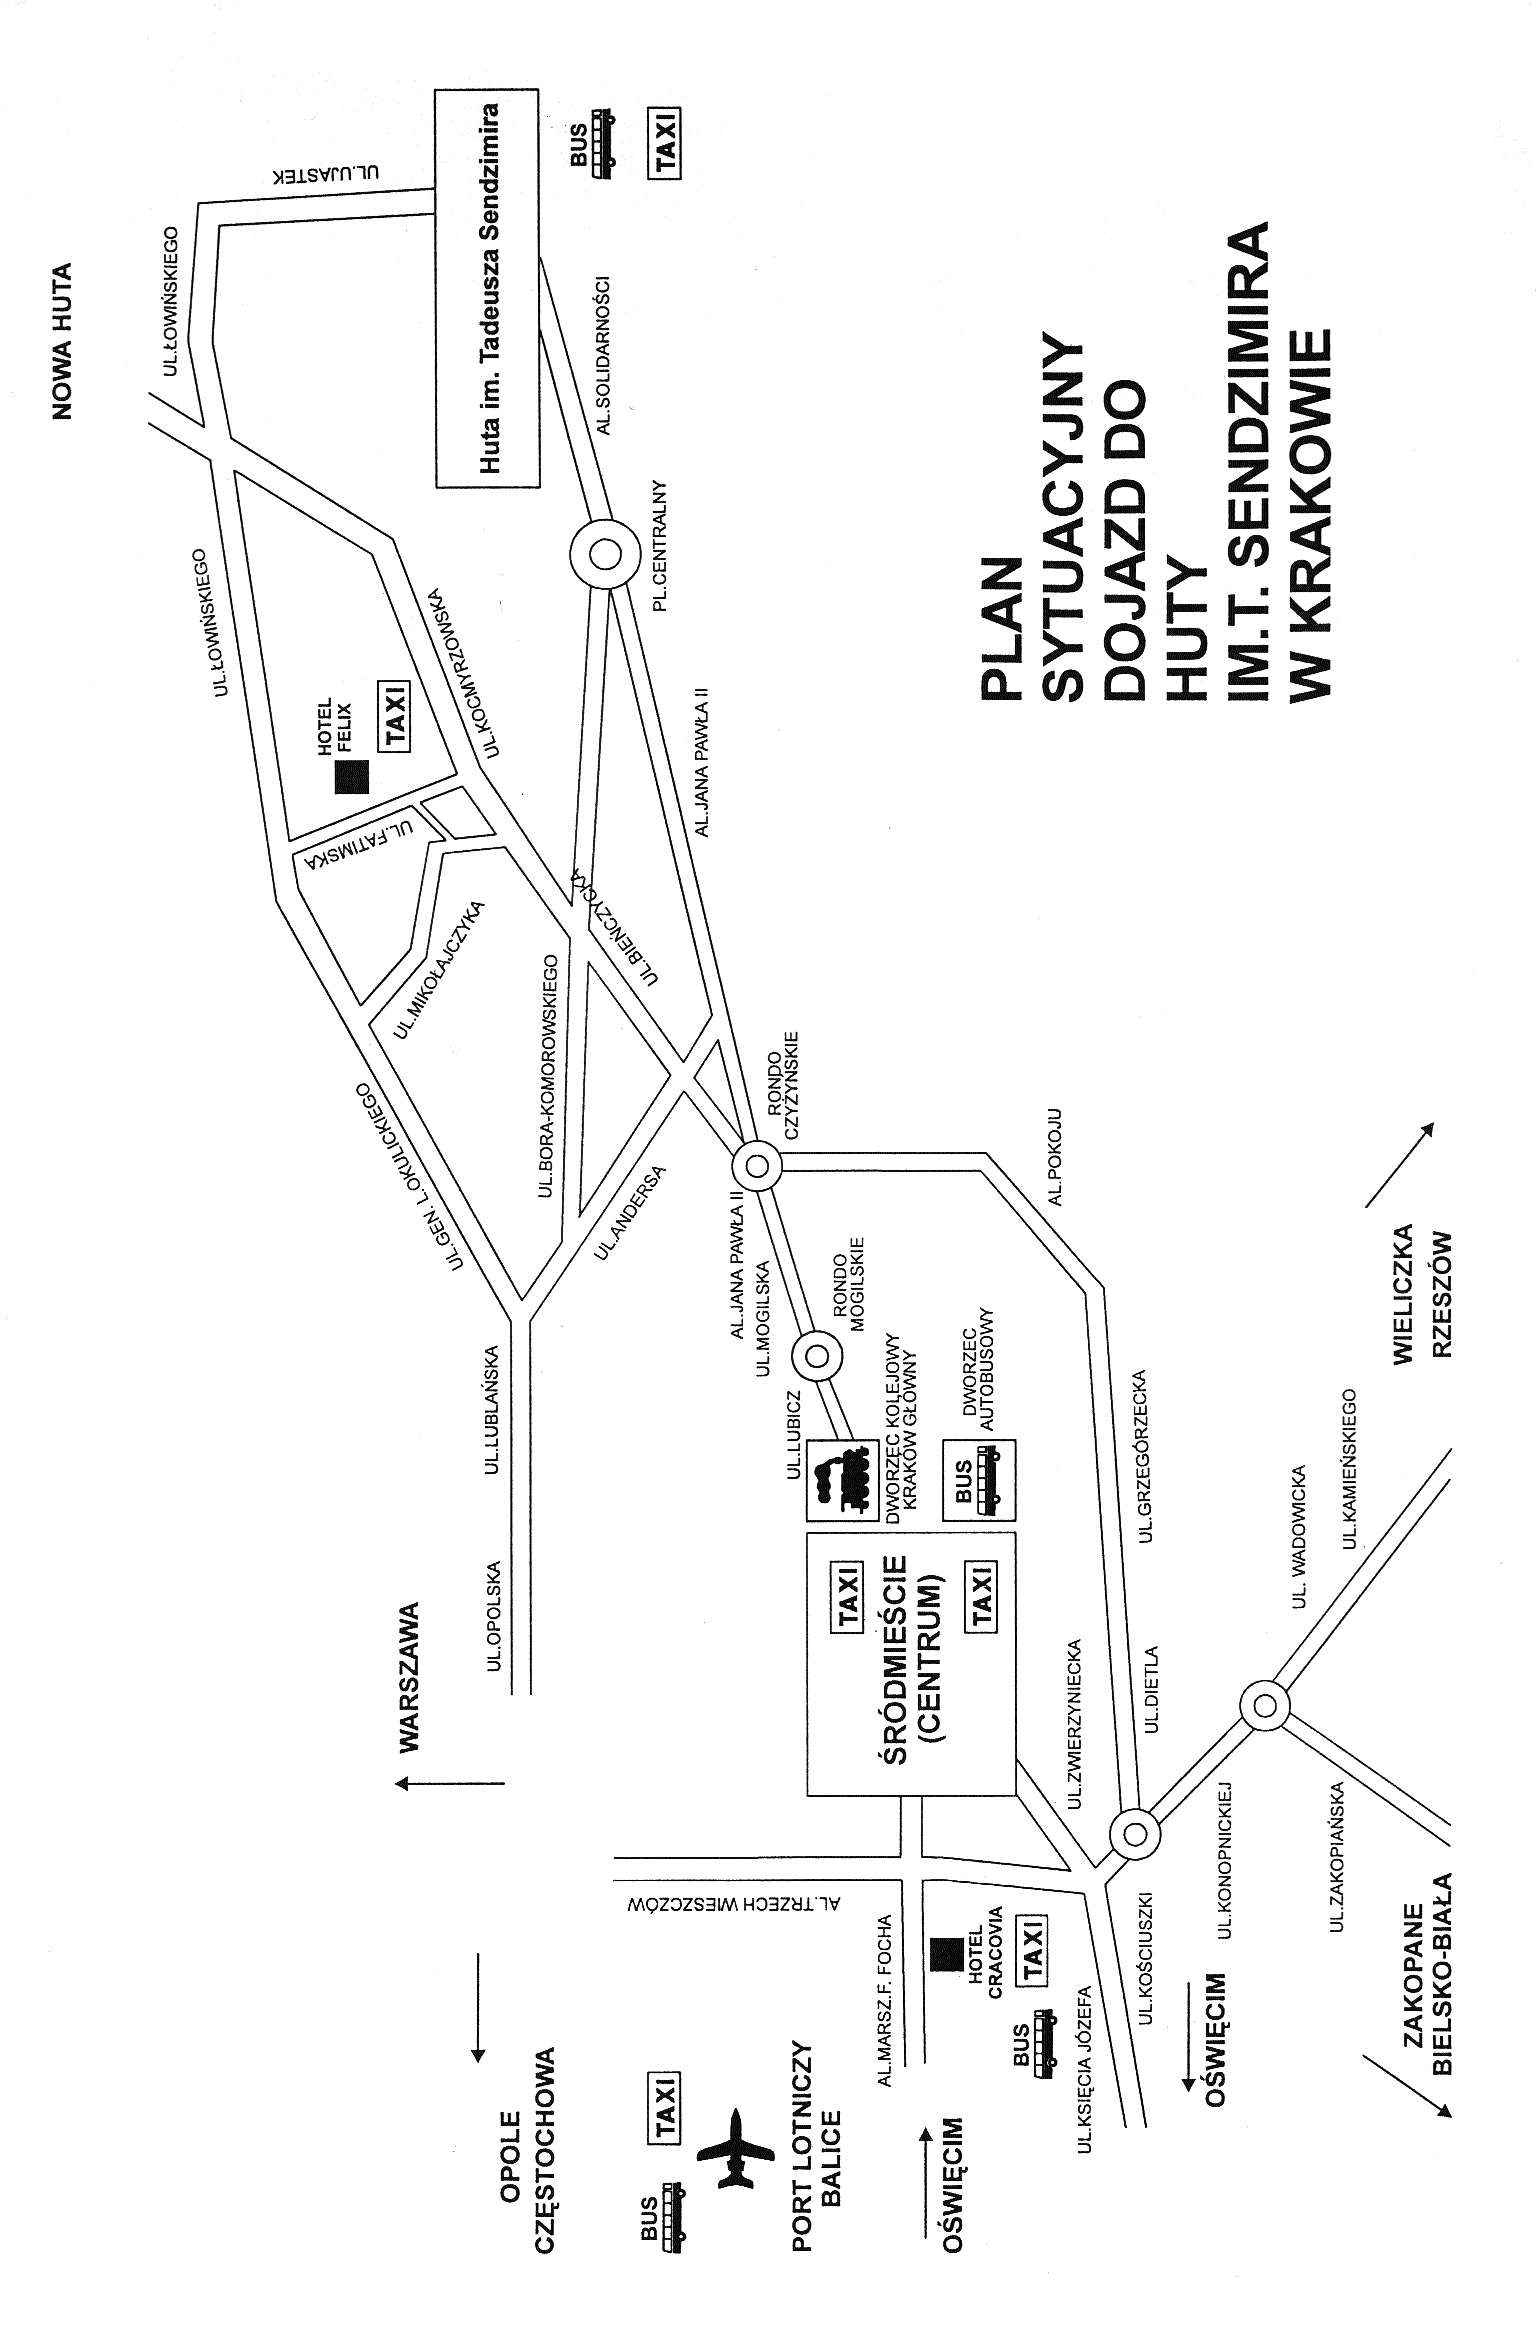 NOWA HUTA
UL.ŁOWIŃSKIEGO
UL.UJASTEK
Huta im. Tadeusza Sendzimira
BUS
TAXI
AL.SOLIDARNOŚCI
PL.CENTRALNY
UL.ŁOWIŃSKIEGO
UL.KOCMYRZOWSKA
HOTEL
FELIX
TAXI
UL.FATIMSKA
UL.MIKOŁAJCZYKA
UL.BIEŃCZYCKA
AL.JANA PAWŁA II
UL.GEN. L.OKULICKIEGO
UL.BORA-KOMOROWSKIEGO
UL.ANDERSA
RONDO
CZYŻYŃSKIE
AL.JANA PAWŁA II
UL.MOGILSKA
RONDO
MOGILSKIE
AL.POKOJU
UL.LUBLAŃSKA
UL.OPOLSKA
WARSZAWA
UL.LUBICZ
DWORZEC KOLEJOWY
KRAKÓW GŁÓWNY
DWORZEC
AUTOBUSOWY
BUS
TAXI
ŚRÓDMIEŚCIE
(CENTRUM)
TAXI
UL.GRZEGÓRZECKA
UL.DIETLA
UL.ZWIERZYNIECKA
UL. WADOWICKA
UL.KAMIEŃSKIEGO
WIELICZKA
RZESZÓW
UL.KONOPNICKIEJ
UL.ZAKOPIAŃSKA
ZAKOPANE
BIELSKO-BIAŁA
AL.TRZECH WIESZCZÓW
AL.MARSZ.F. FOCHA
HOTEL
CRACOVIA
TAXI
BUS
UL.KOŚCIUSZKI
UL.KSIĘCIA JÓZEFA
OŚWIĘCIM
OŚWIĘCIM
OPOLE
CZĘSTOCHOWA
TAXI
BUS
PORT LOTNICZY
BALICE
PLAN
SYTUACYJNY
DOJAZD DO
HUTY
IM.T. SENDZIMIRA
W KRAKOWIE